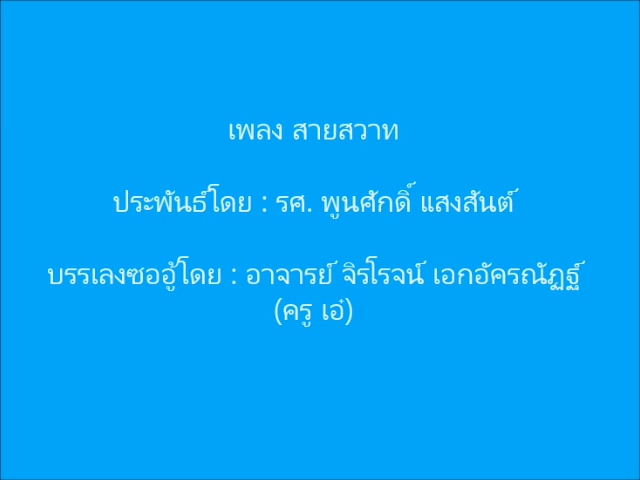 เพลง สายสวาท
ประพันธ์โดย : รศ. พูนศักดิ์ แสงสันต์
บรรเลงซออู้โดย : อาจารย์ จิรโรจน์ เอกอัครณัฏฐ์
(ครู เอ๋)